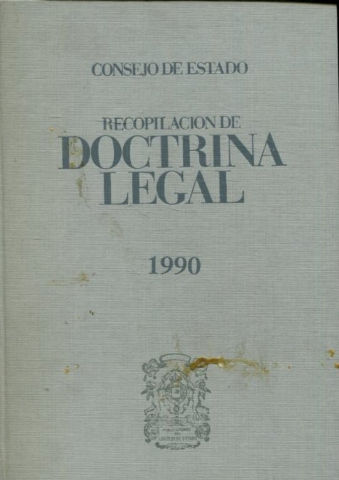 CONSEJO DE ESTADO
RECOPILACION DE
DOCTRINA
LEGAL
1990